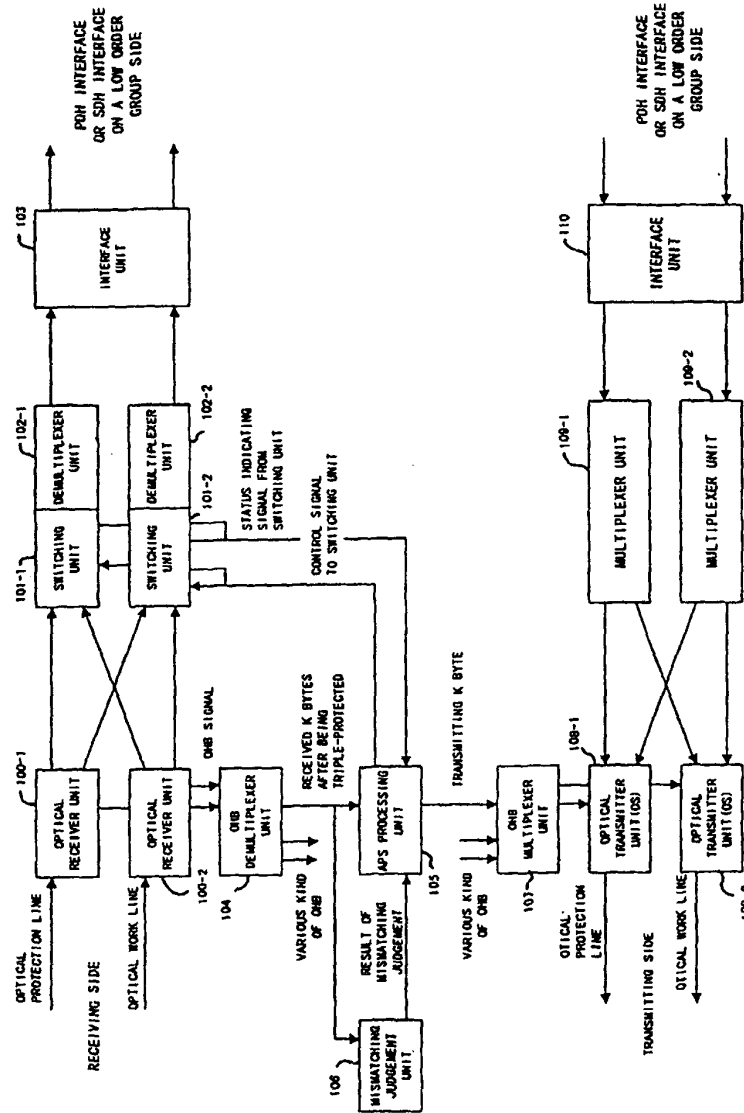 OPTICAL
PROTECTION LINE
RECEIVING SIDE
OPTICAL WORK LINE
100-1
OPTICAL
RECEIVER UNIT
OPTICAL
RECEIVER UNIT
100-2
101-1
SWITCHING
UNIT
102-1
DEMULTIPLEXER
UNIT
SWITCHING
UNIT
101-2
DEMULTIPLEXER
UNIT
102-2
103
INTERFACE
UNIT
PDH INTERFACE
OR SDH INTERFACE
ON A LOW ORDER
GROUP SIDE
OHB SIGNAL
STATUS INDICATING
SIGNAL FROM
SWITCHING UNIT
CONTROL SIGNAL
TO SWITCHING UNIT
104
OHB
DEMULTIPLEXER
UNIT
VARIOUS KIND
OF OHB
RECEIVED K BYTES
AFTER BEING
TRIPLE-PROTECTED
106
MISMATCHING
JUDGEMENT
UNIT
RESULT OF
MISMATCHING
JUDGEMENT
APS PROCESSING
UNIT
105
TRANSMITTING K BYTE
VARIOUS KIND
OF OHB
OHB
MULTIPLEXER
UNIT
107
OTICAL-
PROTECTION
LINE
TRANSMITTING SIDE
OTICAL WORK LINE
108-1
OPTICAL
TRANSMITTER
UNIT(OS)
OPTICAL
TRANSMITTER
UNIT(OS)
109-1
MULTIPLEXER UNIT
109-2
MULTIPLEXER UNIT
110
INTERFACE
UNIT
PDH INTERFACE
OR SDH INTERFACE
ON A LOW ORDER
GROUP SIDE